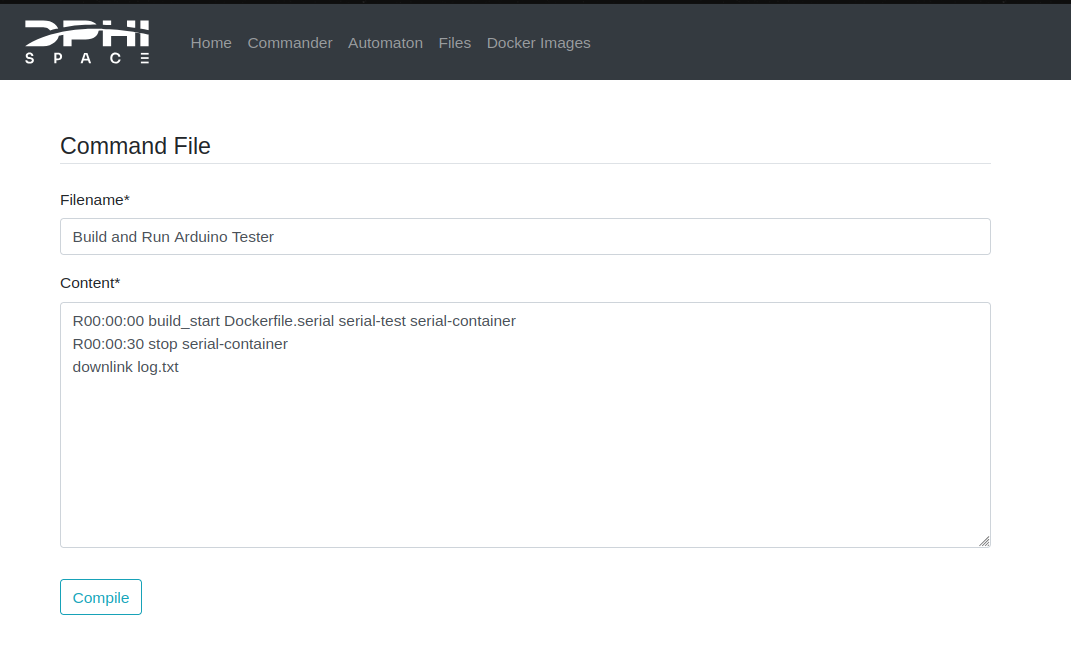 DPHI
SPACE
Home Commander Automaton Files Docker Images
Command File
Filename*
Build and Run Arduino Tester
Content*
R00:00:00 build_start Dockerfile.serial serial-test serial-container
R00:00:30 stop serial-container
downlink log.txt
Compile